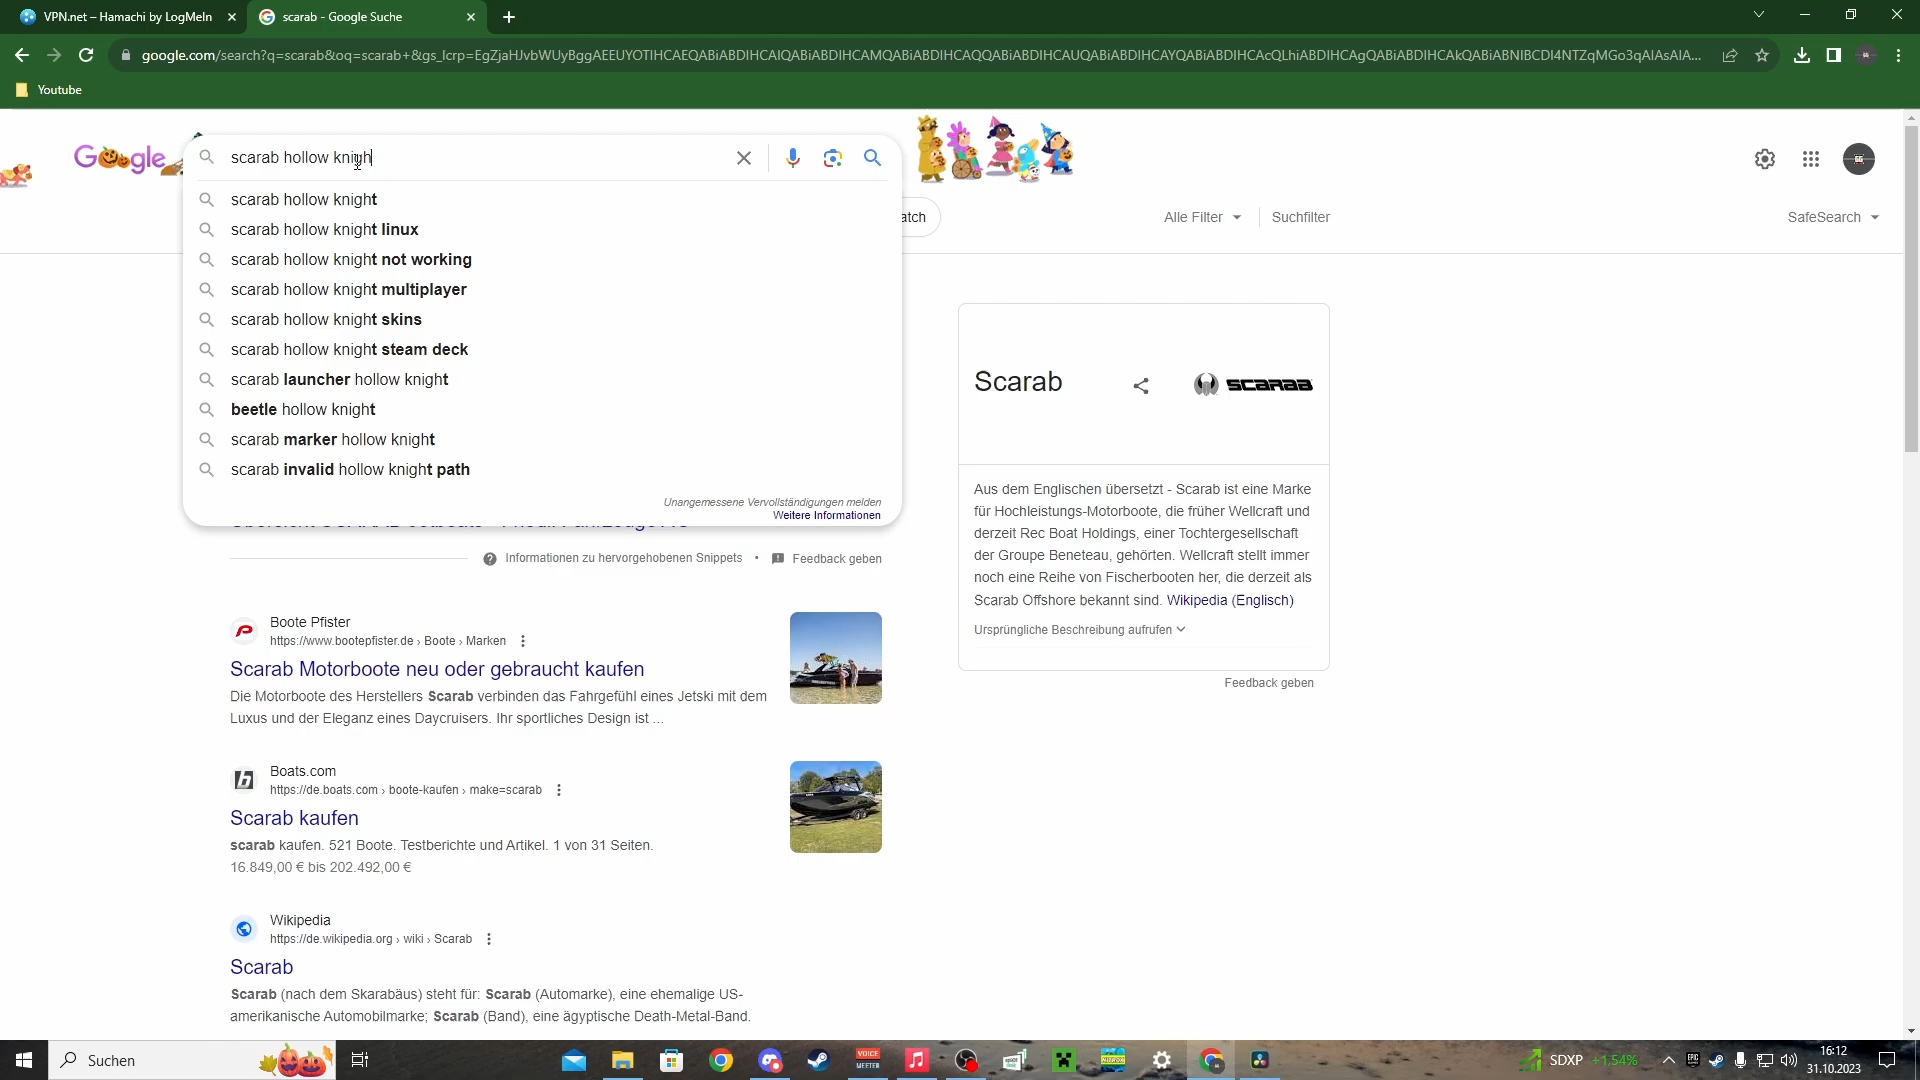 VPN.net – Hamachi by LogMeIn
scarab - Google Suche
google.com/search?q=scarab&oq=scarab+&gs_lcrp=
Youtube
Google
scarab hollow knigh
scarab hollow knight
scarab hollow knight linux
scarab hollow knight not working
scarab hollow knight multiplayer
scarab hollow knight skins
scarab hollow knight steam deck
scarab launcher hollow knight
beetle hollow knight
scarab marker hollow knight
scarab invalid hollow knight path
Unangemessene Vervollständigungen melden
Weitere Informationen
atch
Alle Filter
Suchfilter
SafeSearch
Informationen zu hervorgehobenen Snippets
•
Feedback geben
Boote Pfister
https://www.bootepfister.de › Boote › Marken
Scarab Motorboote neu oder gebraucht kaufen
Die Motorboote des Herstellers Scarab verbinden das Fahrgefühl eines Jetski mit dem
Luxus und der Eleganz eines Daycruisers. Ihr sportliches Design ist ...
Boats.com
https://de.boats.com › boote-kaufen › make=scarab
Scarab kaufen
scarab kaufen. 521 Boote. Testberichte und Artikel. 1 von 31 Seiten.
16.849,00 € bis 202.492,00 €
Wikipedia
https://de.wikipedia.org › wiki › Scarab
Scarab
Scarab (nach dem Skarabäus) steht für: Scarab (Automarke), eine ehemalige US-
amerikanische Automobilmarke; Scarab (Band), eine ägyptische Death-Metal-Band.
Scarab
SCARAB
Aus dem Englischen übersetzt - Scarab ist eine Marke
für Hochleistungs-Motorboote, die früher Wellcraft und
derzeit Rec Boat Holdings, einer Tochtergesellschaft
der Groupe Beneteau, gehörten. Wellcraft stellt immer
noch eine Reihe von Fischerbooten her, die derzeit als
Scarab Offshore bekannt sind. Wikipedia (Englisch)
Ursprüngliche Beschreibung aufrufen
Feedback geben
Suchen
VOICE
MEETER
SDXP +1,54%
EPIC
16:12
31.10.2023